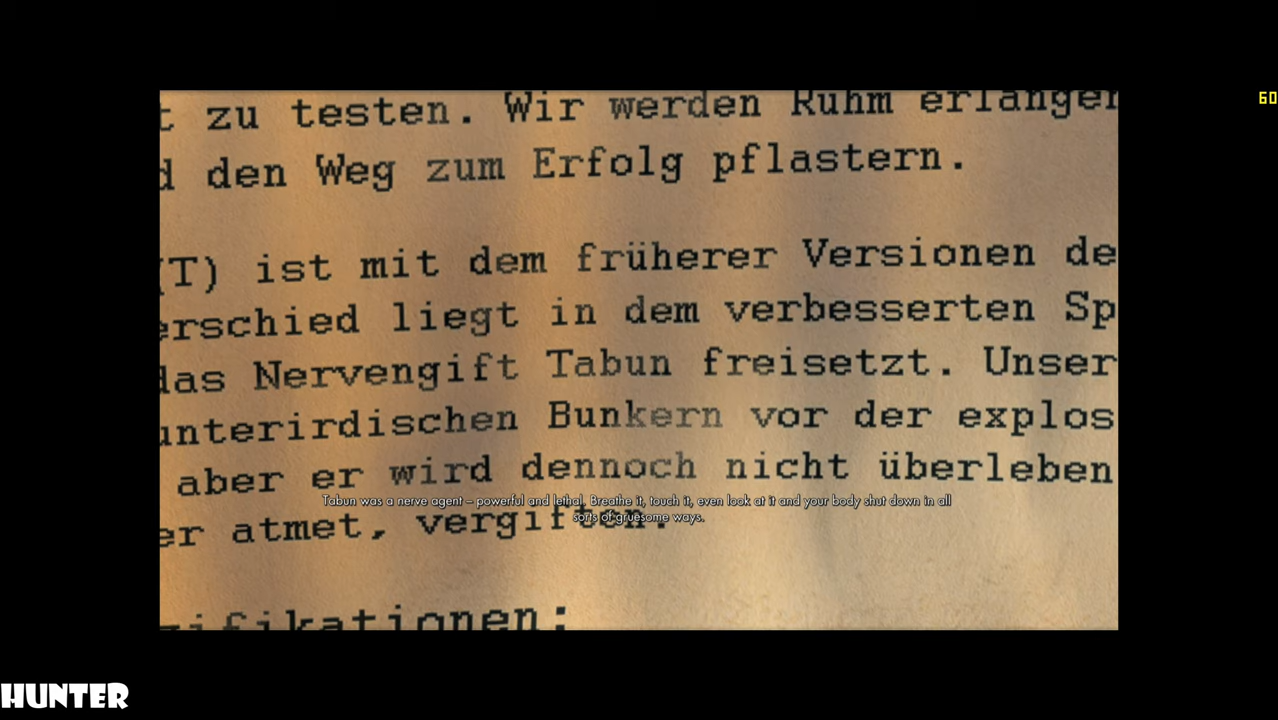 t zu testen. Wir werden Ruhm erlangen
60
d den Weg zum Erfolg pflastern.
(T) ist mit dem früherer Versionen de
erschied liegt in dem verbesserten Sp
das Nervengift Tabun freisetzt. Unser
unterirdischen Bunkern vor der explos
aber er wird dennoch nicht überleben
Tabun was a nerve agent – powerful and lethal. Breathe it, touch it, even look at it and your body shut down in all
sorts of gruesome ways.
er atmet, vergiften.
zifikationen:
HUNTER